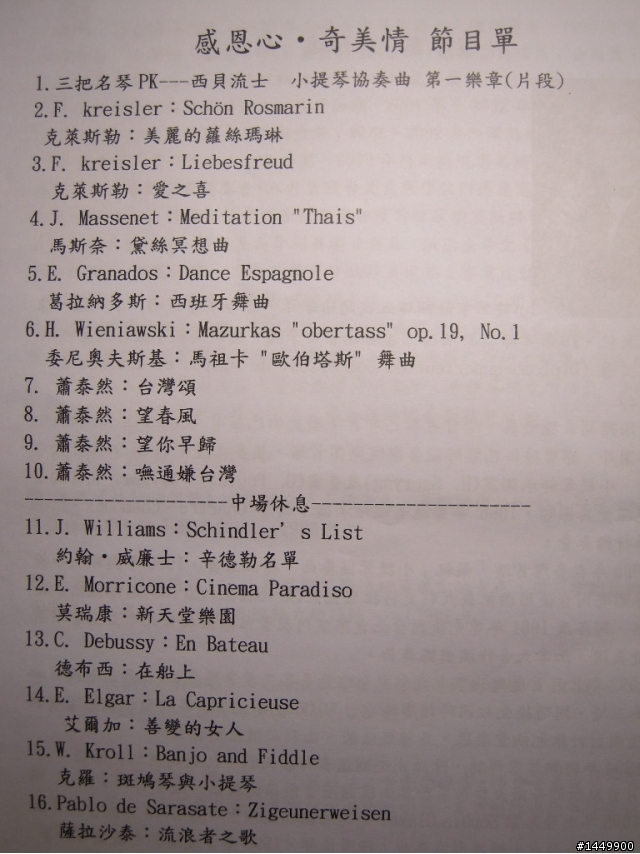 感恩心·奇美情 節目單
1.三把名琴PK---西貝流士 小提琴協奏曲 第一樂章(片段)
2.F. kreisler：Schön Rosmarin
克萊斯勒：美麗的蘿絲瑪琳
3.F. kreisler：Liebesfreud
克萊斯勒：愛之喜
4.J. Massenet：Meditation "Thais"
馬斯奈：黛絲冥想曲
5.E. Granados：Dance Espagnole
葛拉納多斯：西班牙舞曲
6.H. Wieniawski：Mazurkas "obertass" op.19, No.1
委尼奧夫斯基：馬祖卡 "歐伯塔斯" 舞曲
7. 蕭泰然：台灣頌
8. 蕭泰然：望春風
9. 蕭泰然：望你早歸
10.蕭泰然：嘸通嫌台灣
--------------------中場休息----------------------
11.J. Williams：Schindler’s List
約翰·威廉士：辛德勒名單
12.E. Morricone：Cinema Paradiso
莫瑞康：新天堂樂園
13.C. Debussy：En Bateau
德布西：在船上
14.E. Elgar：La Capricieuse
艾爾加：善變的女人
15.W. Kroll：Banjo and Fiddle
克羅：斑鳩琴與小提琴
16.Pablo de Sarasate：Zigeunerweisen
薩拉沙泰：流浪者之歌
#1449900